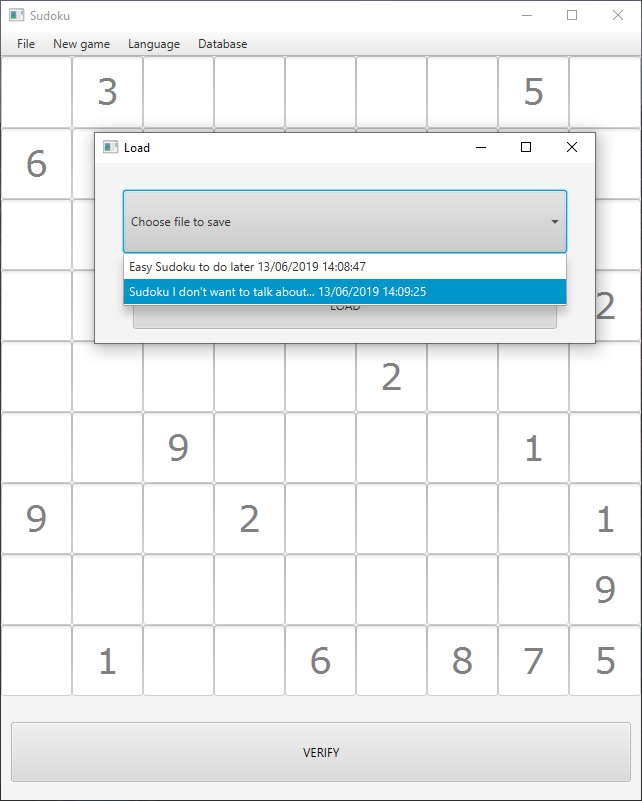 Sudoku
File New game Language Database
3 5
6
Load
Choose file to save
Easy Sudoku to do later 13/06/2019 14:08:47
Sudoku I don't want to talk about... 13/06/2019 14:09:25
LOAD
2
2
9 1
9 2 1
9
1 6 8 7 5
VERIFY